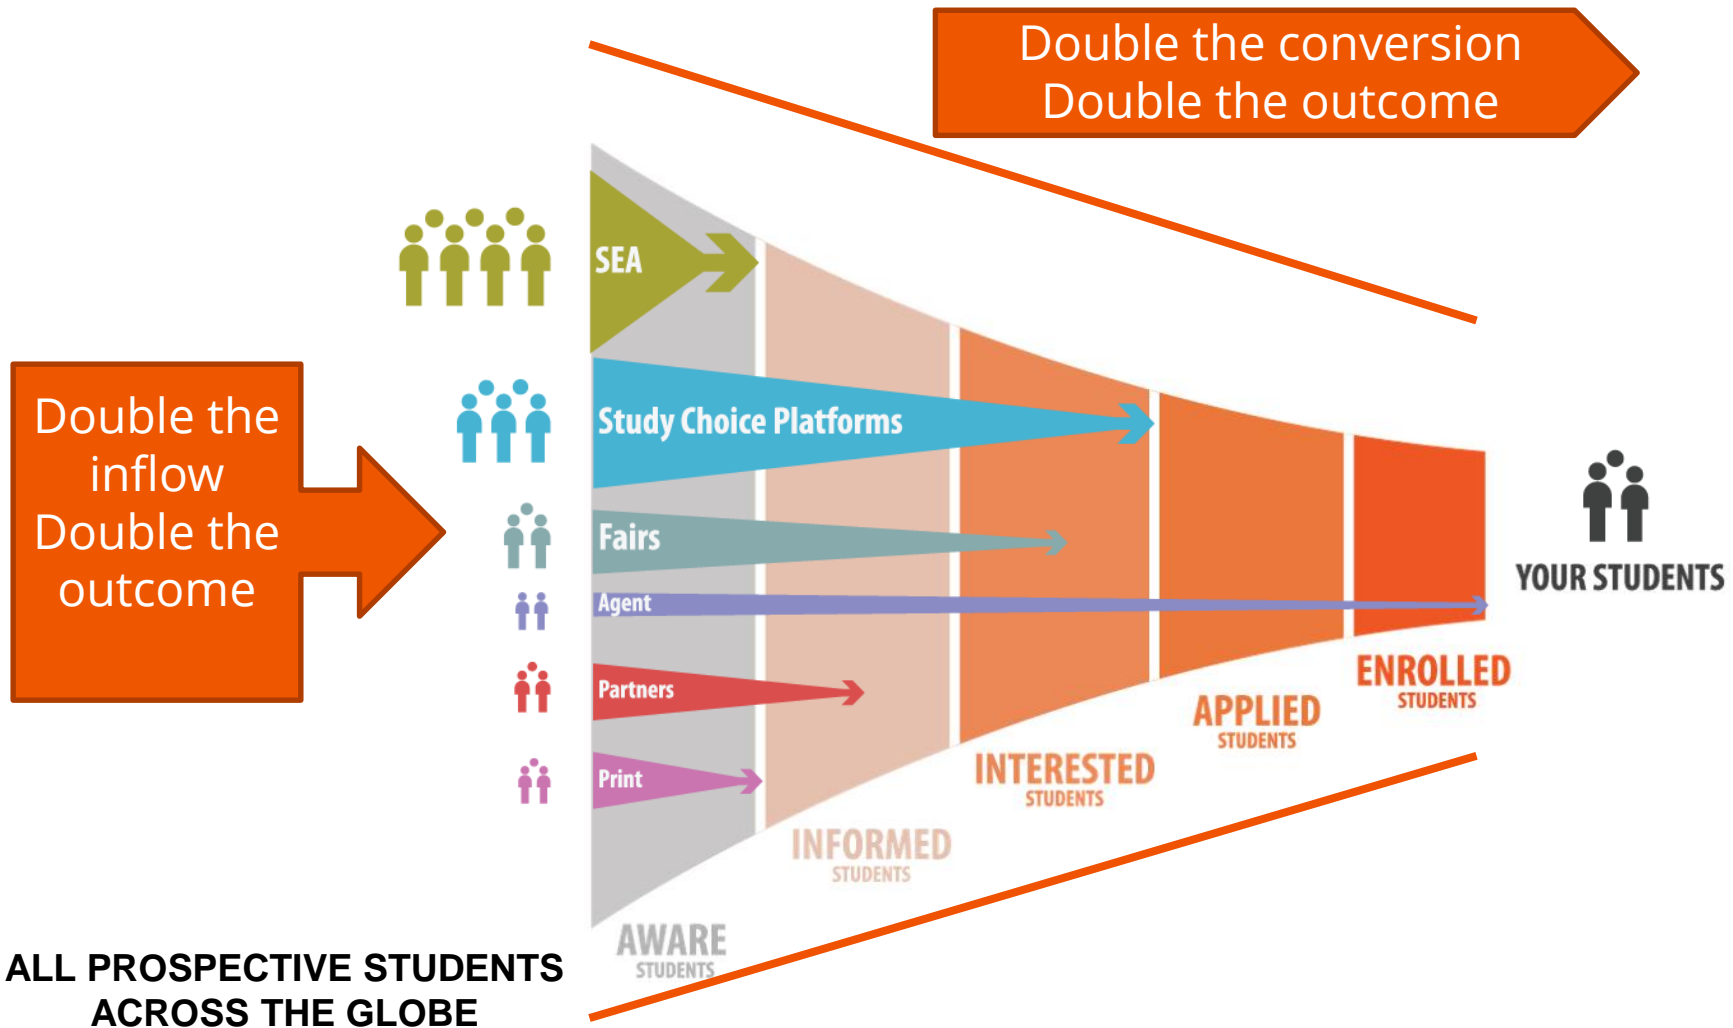 Double the conversion
Double the outcome
SEA
Double the
inflow
Double the
outcome
Study Choice Platforms
Fairs
Agent
Partners
Print
YOUR STUDENTS
ENROLLED
STUDENTS
APPLIED
STUDENTS
INTERESTED
STUDENTS
INFORMED
STUDENTS
AWARE
STUDENTS
ALL PROSPECTIVE STUDENTS
ACROSS THE GLOBE